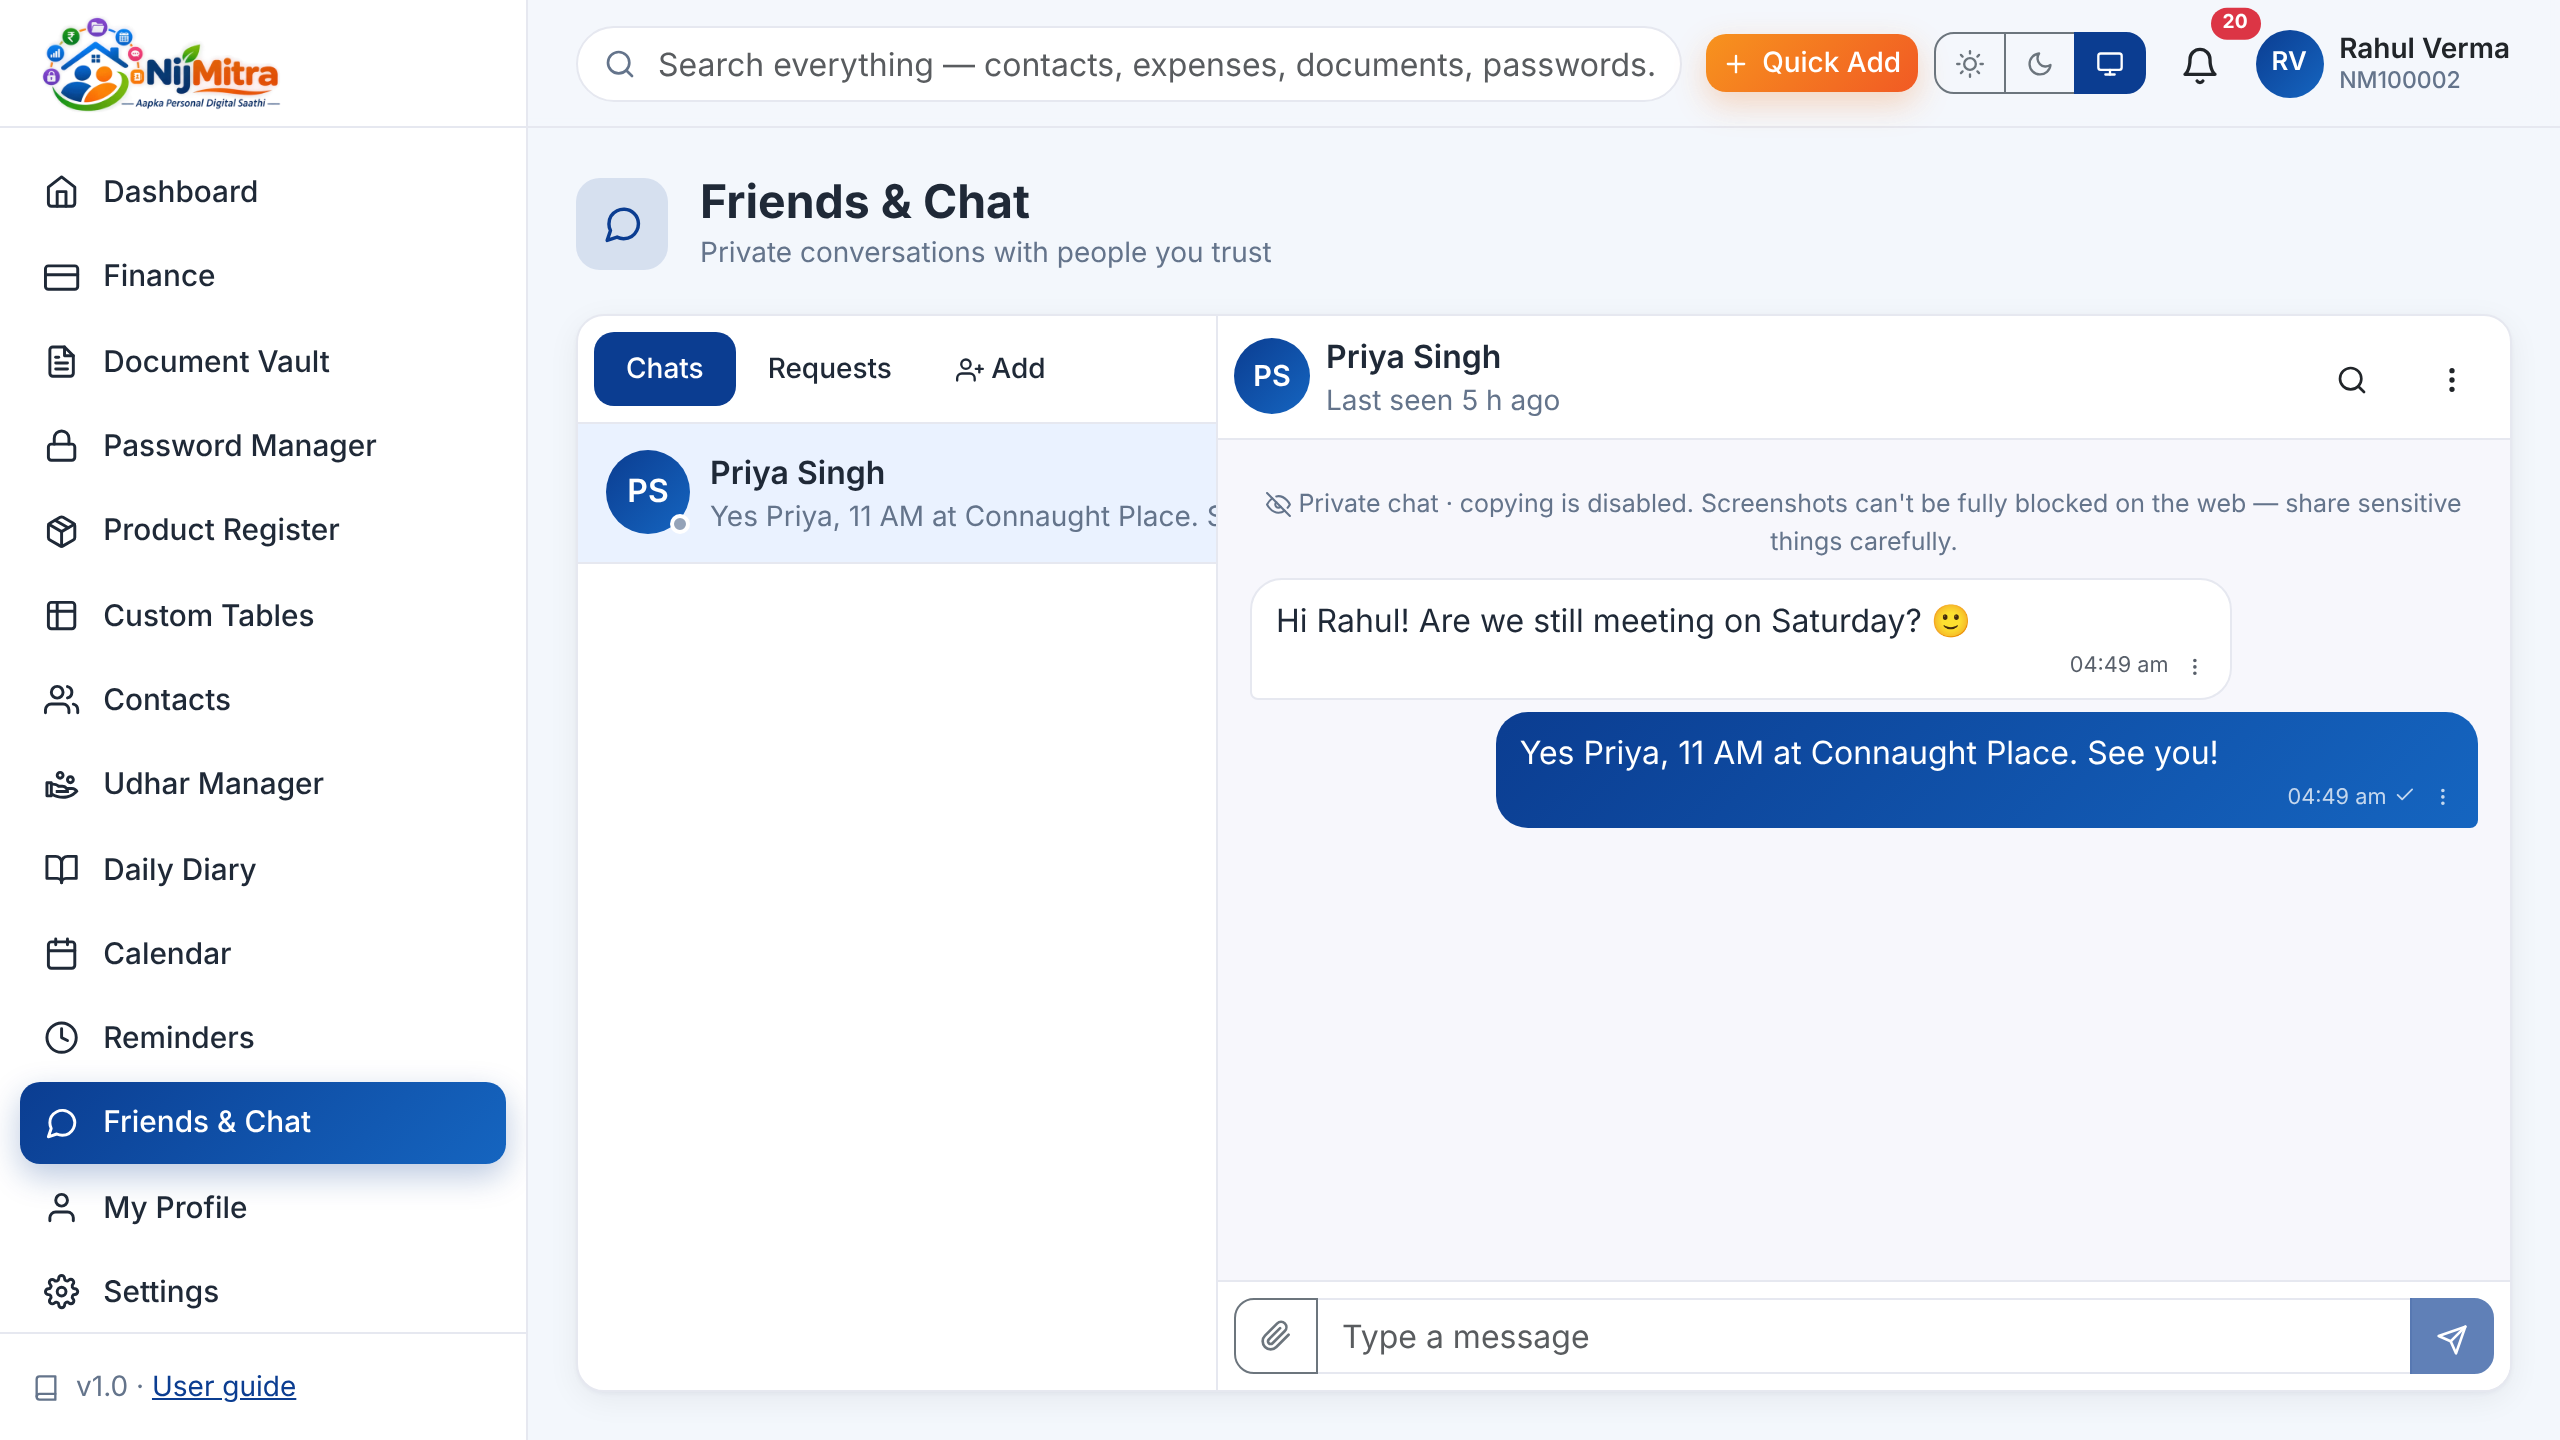 NijMitra
Aapka Personal Digital Saathi
Search everything — contacts, expenses, documents, passwords.
Quick Add
20
RV
Rahul Verma
NM100002
Dashboard
Finance
Document Vault
Password Manager
Product Register
Custom Tables
Contacts
Udhar Manager
Daily Diary
Calendar
Reminders
Friends & Chat
My Profile
Settings
v1.0 · User guide
Friends & Chat
Private conversations with people you trust
Chats
Requests
Add
PS
Priya Singh
Yes Priya, 11 AM at Connaught Place. S
PS
Priya Singh
Last seen 5 h ago
Private chat · copying is disabled. Screenshots can't be fully blocked on the web — share sensitive
things carefully.
Hi Rahul! Are we still meeting on Saturday? 🙂
04:49 am
Yes Priya, 11 AM at Connaught Place. See you!
04:49 am
Type a message